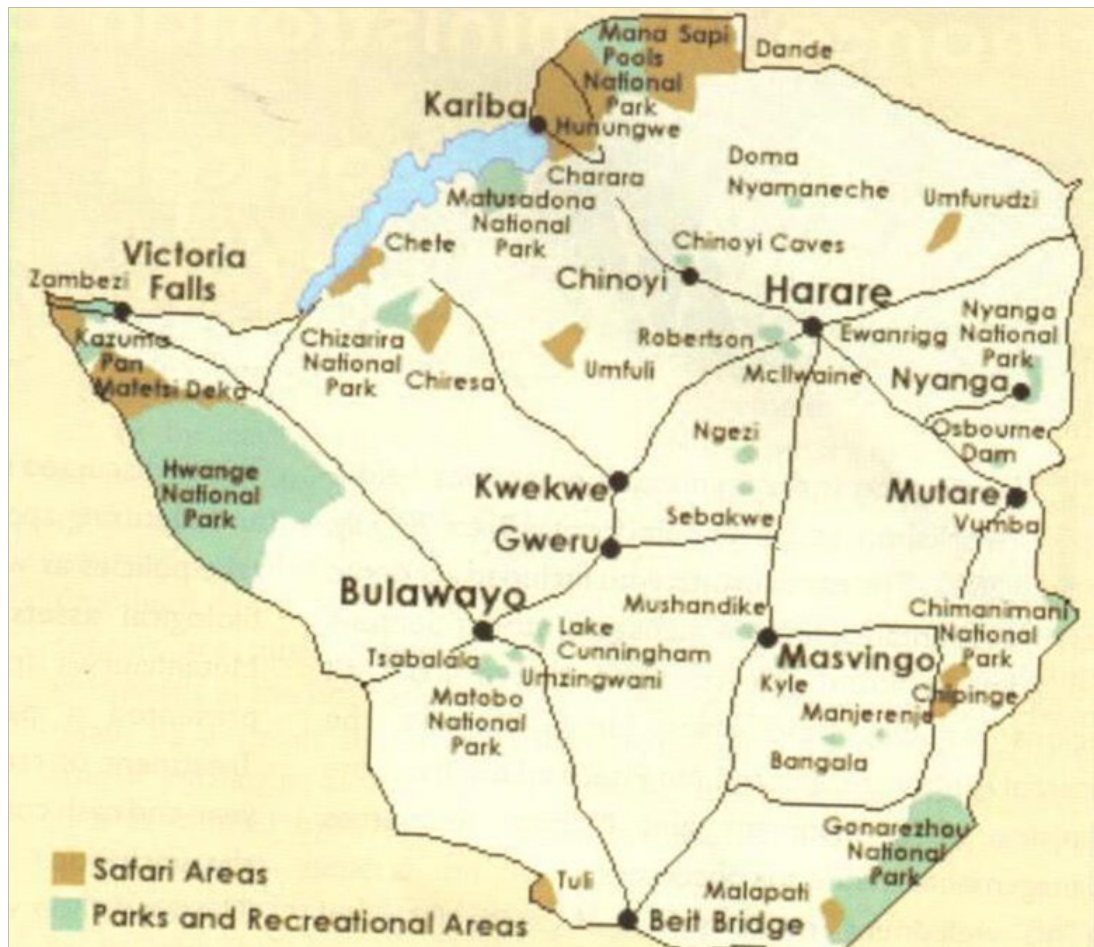 Mana Sapi
Pools
National
Park
Dande
Kariba
Hunungwe
Charara
Doma
Nyamaneche
Umfurudzi
Matusadona
National
Park
Chete
Chinoyi Caves
Chinoyi
Victoria
Falls
Zambezi
Harare
Nyanga
National
Park
Kazuma
Pan
Matetsi Deka
Chizarira
National
Park
Chiresa
Umfuli
Robertson
Ewanrigg
McIlwaine
Nyanga
Ngezi
Osbourne
Dam
Hwange
National
Park
Kwekwe
Mutare
Sebakwe
Vumba
Gweru
Bulawayo
Mushandike
Chimanimani
National
Park
Lake
Cunningham
Tsabalala
Umzingwani
Masvingo
Kyle
Chipinge
Matobo
National
Park
Manjerenje
Bangala
Gonarezhou
National
Park
Safari Areas
Tuli
Malapati
Parks and Recreational Areas
Beit Bridge